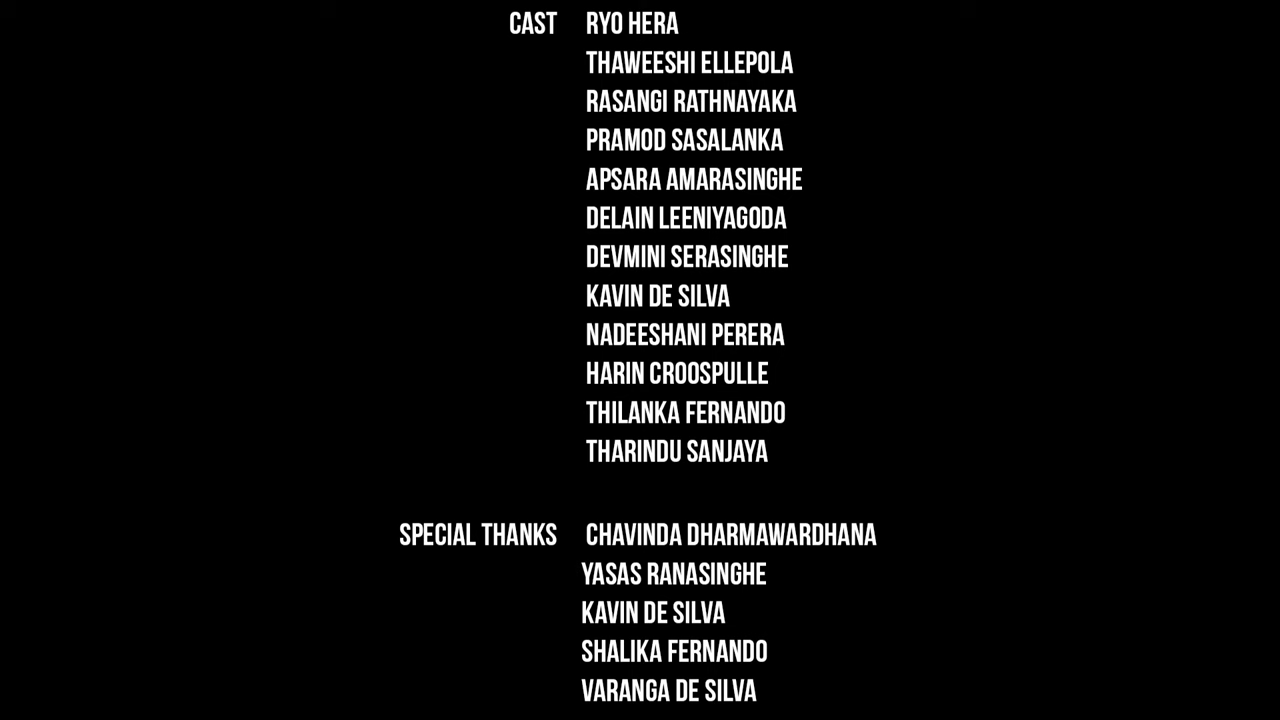 CAST RYO HERA
THAWEESHI ELLEPOLA
RASANGI RATHNAYAKA
PRAMOD SASALANKA
APSARA AMARASINGHE
DELAIN LEENIYAGODA
DEVMINI SERASINGHE
KAVIN DE SILVA
NADEESHANI PERERA
HARIN CROOSPULLE
THILANKA FERNANDO
THARINDU SANJAYA
SPECIAL THANKS CHAVINDA DHARMAWARDHANA
YASAS RANASINGHE
KAVIN DE SILVA
SHALIKA FERNANDO
VARANGA DE SILVA